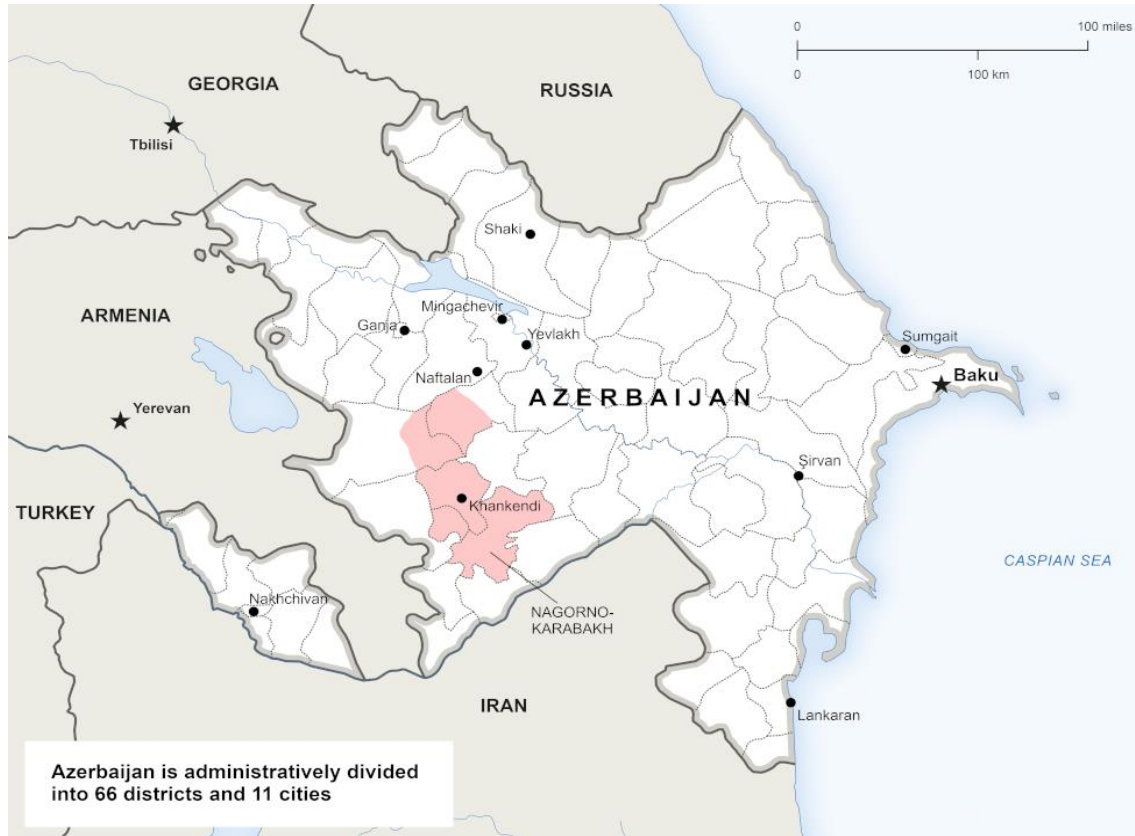 0
100 miles
0
100 km
GEORGIA
RUSSIA
Tbilisi
Shaki
ARMENIA
Mingachevir
Ganja
Yevlakh
Sumgait
Naftalan
Baku
AZERBAIJAN
Yerevan
Şirvan
Khankendi
TURKEY
CASPIAN SEA
Nakhchivan
NAGORNO-
KARABAKH
IRAN
Lankaran
Azerbaijan is administratively divided
into 66 districts and 11 cities